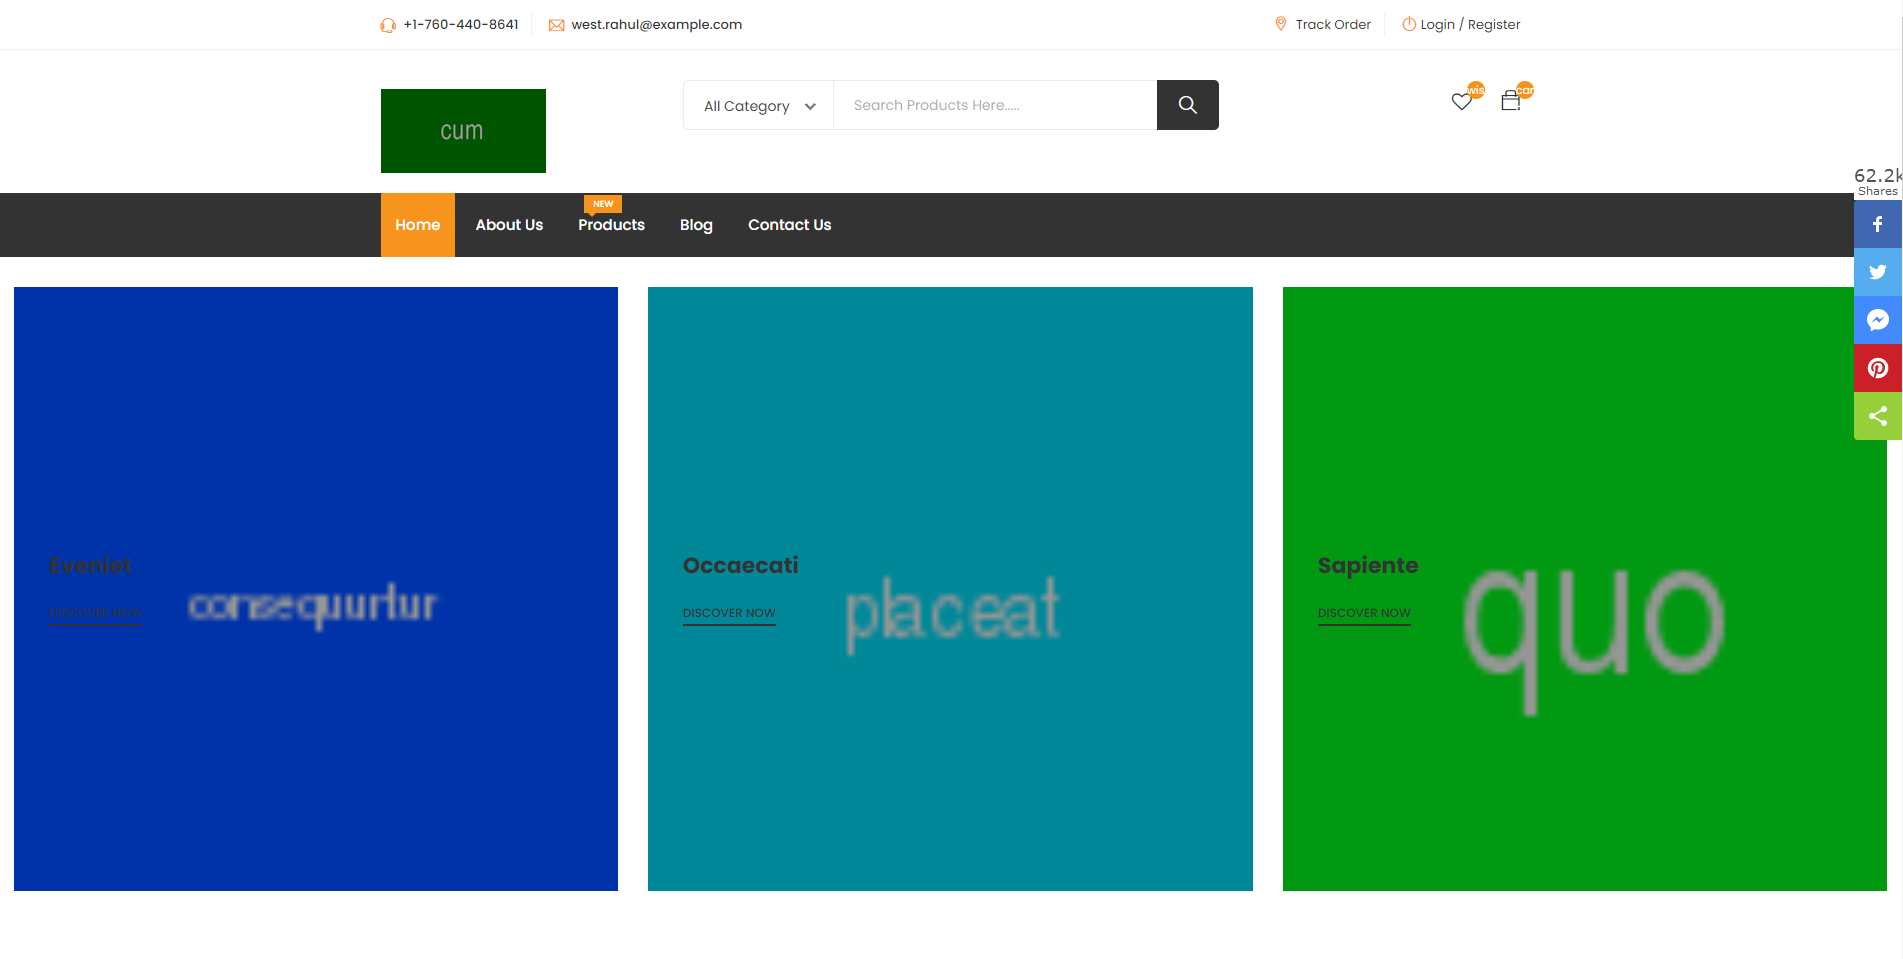 +1-760-440-8641
west.rahul@example.com
Track Order
Login / Register
cum
All Category
Search Products Here.....
wis
car
62.2k
Shares
Home
About Us
NEW
Products
Blog
Contact Us
Eveniet
DISCOVER NOW
consequuntur
Occaecati
DISCOVER NOW
placeat
Sapiente
DISCOVER NOW
quo